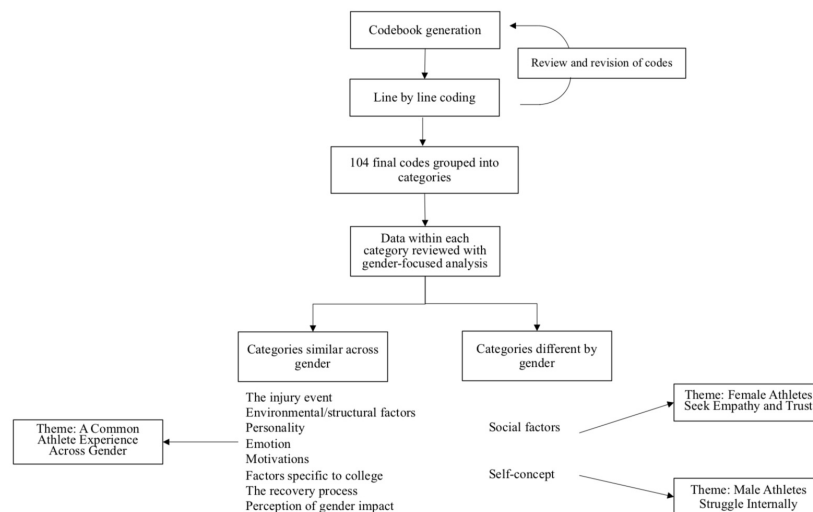 Codebook generation
Review and revision of codes
Line by line coding
104 final codes grouped into
categories
Data within each
category reviewed with
gender-focused analysis
Categories similar across
gender
Categories different by
gender
The injury event
Environmental/structural factors
Personality
Emotion
Motivations
Factors specific to college
The recovery process
Perception of gender impact
Theme: A Common
Athlete Experience
Across Gender
Social factors
Self-concept
Theme: Female Athletes
Seek Empathy and Trust
Theme: Male Athletes
Struggle Internally